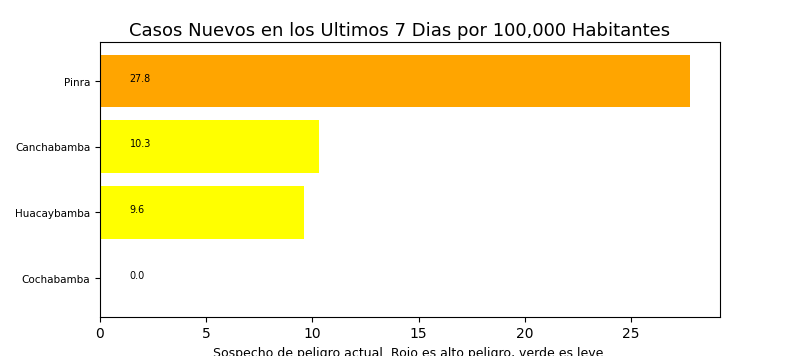 Casos Nuevos en los Ultimos 7 Dias por 100,000 Habitantes
Pinra
27.8
Canchabamba
10.3
Huacaybamba
9.6
Cochabamba
0.0
0 5 10 15 20 25
Sospecho de peligro actual. Rojo es alto peligro, verde es leve